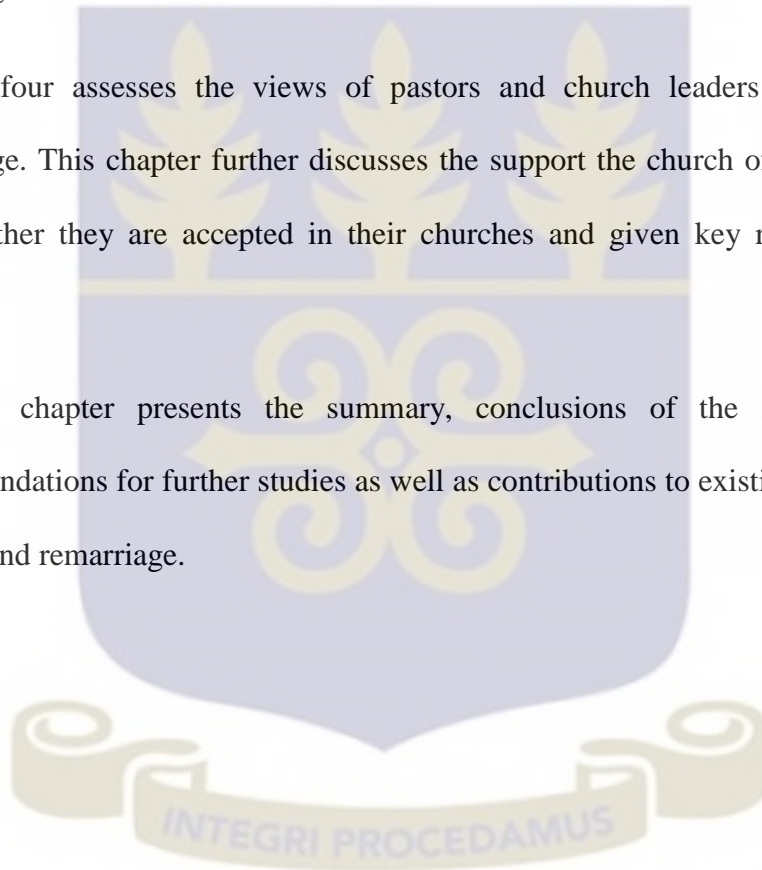 four assesses the views of pastors and church leaders
ge. This chapter further discusses the support the church
ther they are accepted in their churches and given key
chapter presents the summary, conclusions of the
ndations for further studies as well as contributions to
nd remarriage.
INTEGRI PROCEDAMUS